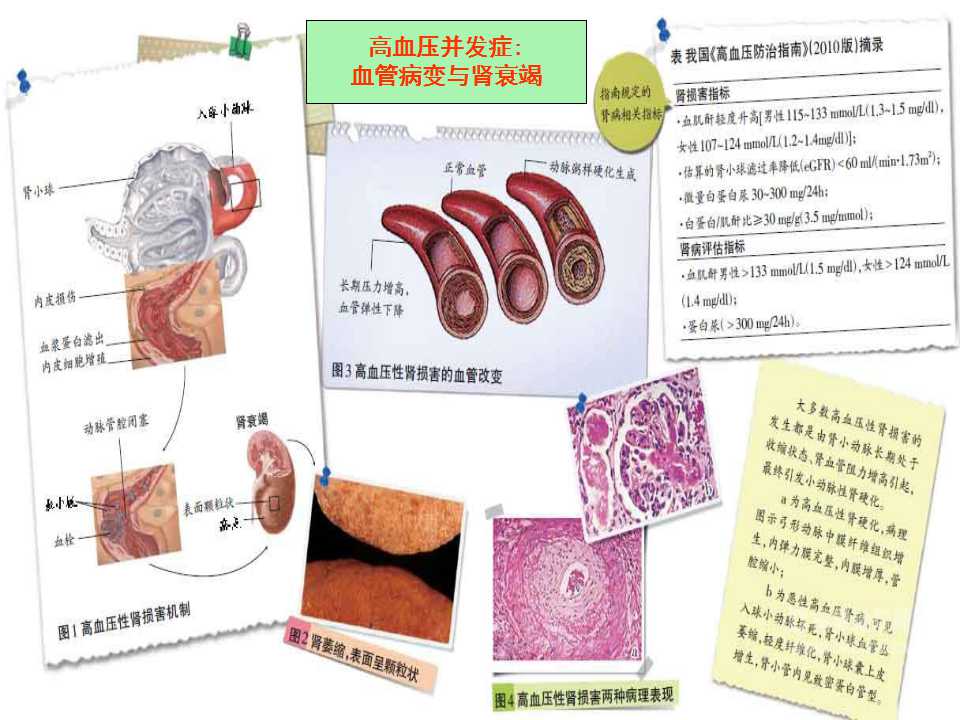 高血压并发症：
血管病变与肾衰竭
入球小动脉
肾小球
内皮损伤
血浆蛋白滤出
内皮细胞增殖
动脉管腔闭塞
肾衰竭
血小板
血栓
表面颗粒状
斑点
图1 高血压性肾损害机制
正常血管
动脉粥样硬化生成
长期压力增高，
血管弹性下降
图3 高血压性肾损害的血管改变
指南规定的
肾病相关指标
表 我国《高血压防治指南》(2010版)摘录
肾损害指标
·血肌酐轻度升高[男性115~133 mmol/L(1.3~1.5 mg/dl)，
女性107~124 mmol/L(1.2~1.4mg/dl)]；
·估算的肾小球滤过率降低(eGFR)<60 ml/(min·1.73m²)；
·微量白蛋白尿30~300 mg/24h；
·白蛋白/肌酐比≥30 mg/g(3.5 mg/mmol)；
肾病评估指标
·血肌酐男性>133 mmol/L(1.5 mg/dl)，女性>124 mmol/L
(1.4 mg/dl)；
·蛋白尿(>300 mg/24h)。
图2 肾萎缩，表面呈颗粒状
b
a
图4 高血压性肾损害两种病理表现
大多数高血压性肾损害的
发生都是由肾小动脉长期处于
收缩状态、肾血管阻力增高引起，
最终引发小动脉性肾硬化。
a为高血压性肾硬化，病理
图示弓形动脉中膜纤维组织增
生，内弹力膜完整，内膜增厚，管
腔缩小；
b为恶性高血压肾病，可见
入球小动脉坏死，肾小球血管丛
萎缩，轻度纤维化，肾小球囊上皮
增生，肾小管内见致密蛋白管型。